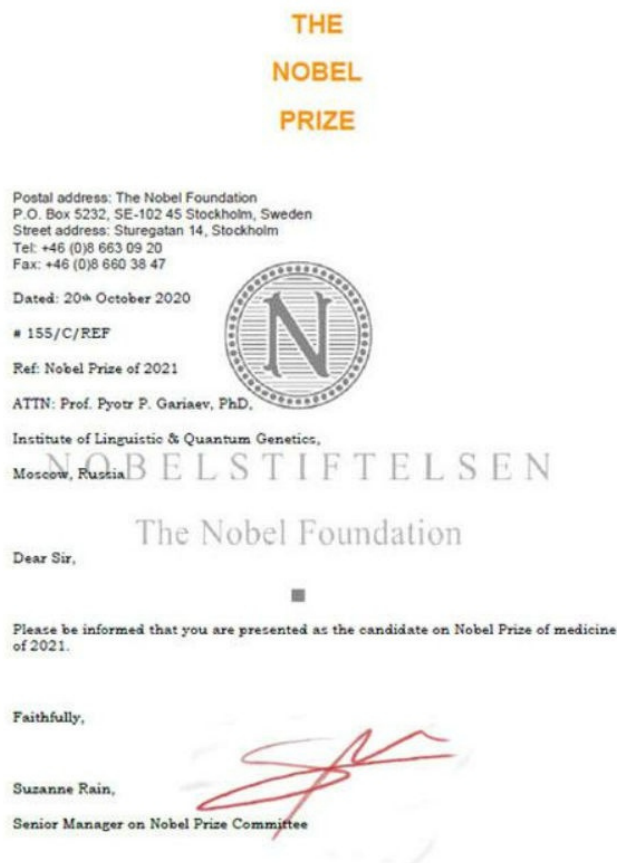 THE
NOBEL
PRIZE
Postal address: The Nobel Foundation
P.O. Box 5232, SE-102 45 Stockholm, Sweden
Street address: Sturegatan 14, Stockholm
Tel: +46 (0)8 663 09 20
Fax: +46 (0)8 660 38 47
Dated: 20th October 2020
# 155/C/REF
Ref: Nobel Prize of 2021
ATTN: Prof. Pyotr P. Gariaev, PhD,
Institute of Linguistic & Quantum Genetics,
Moscow, Russia
N
NOBELSTIFTELSEN
The Nobel Foundation
Dear Sir,
Please be informed that you are presented as the candidate on Nobel Prize of medicine
of 2021.
Faithfully,
Suzanne Rain,
Senior Manager on Nobel Prize Committee